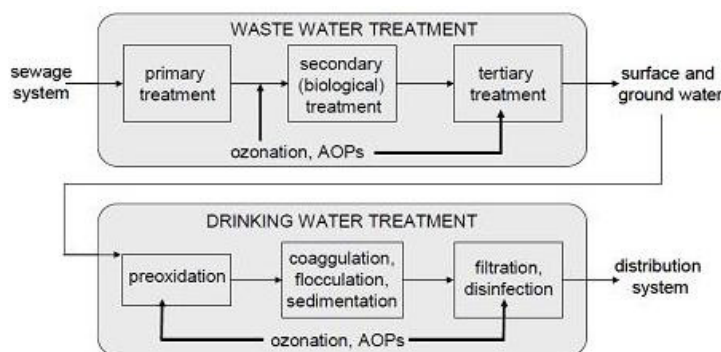 WASTE WATER TREATMENT
sewage
system
primary
treatment
secondary
(biological)
treatment
tertiary
treatment
surface and
ground water
ozonation, AOPs
DRINKING WATER TREATMENT
preoxidation
coaggulation,
flocculation,
sedimentation
filtration,
disinfection
distribution
system
ozonation, AOPs